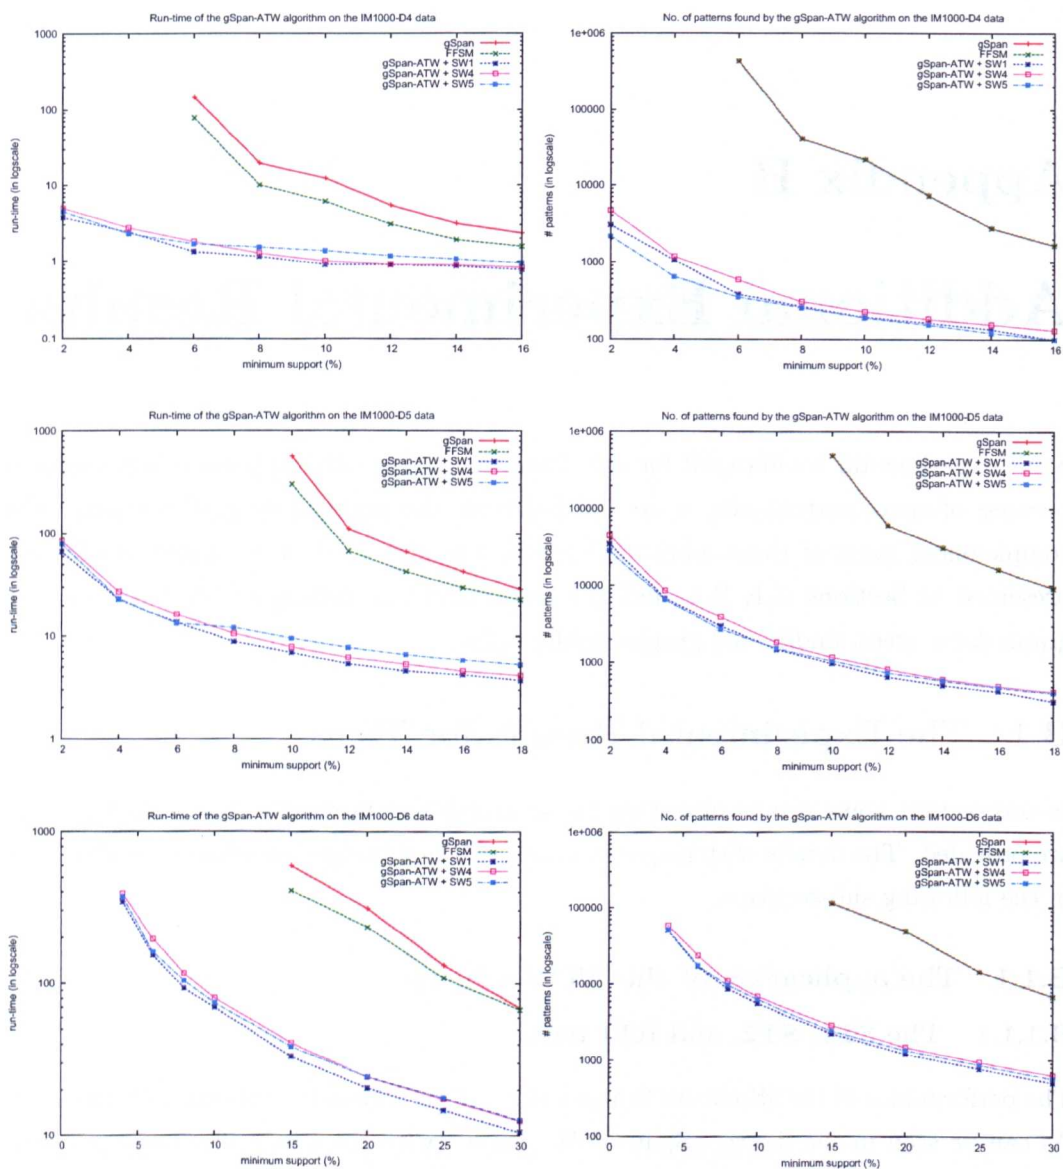 Run-time of the gSpan-ATW algorithm on the IM1000-D4 data
1000
100
10
1
0.1
run-time (in logscale)
gSpan
FFSM
gSpan-ATW + SW1
gSpan-ATW + SW4
gSpan-ATW + SW5
2 4 6 8 10 12 14 16
minimum support (%)
No. of patterns found by the gSpan-ATW algorithm on the IM1000-D4 data
1e+006
100000
10000
1000
100
# patterns (in logscale)
gSpan
FFSM
gSpan-ATW + SW1
gSpan-ATW + SW4
gSpan-ATW + SW5
2 4 6 8 10 12 14 16
minimum support (%)
Run-time of the gSpan-ATW algorithm on the IM1000-D5 data
1000
100
10
1
run-time (in logscale)
gSpan
FFSM
gSpan-ATW + SW1
gSpan-ATW + SW4
gSpan-ATW + SW5
2 4 6 8 10 12 14 16 18
minimum support (%)
No. of patterns found by the gSpan-ATW algorithm on the IM1000-D5 data
1e+006
100000
10000
1000
100
# patterns (in logscale)
gSpan
FFSM
gSpan-ATW + SW1
gSpan-ATW + SW4
gSpan-ATW + SW5
2 4 6 8 10 12 14 16 18
minimum support (%)
Run-time of the gSpan-ATW algorithm on the IM1000-D6 data
1000
100
10
run-time (in logscale)
gSpan
FFSM
gSpan-ATW + SW1
gSpan-ATW + SW4
gSpan-ATW + SW5
0 5 10 15 20 25 30
minimum support (%)
No. of patterns found by the gSpan-ATW algorithm on the IM1000-D6 data
1e+006
100000
10000
1000
100
# patterns (in logscale)
gSpan
FFSM
gSpan-ATW + SW1
gSpan-ATW + SW4
gSpan-ATW + SW5
0 5 10 15 20 25 30
minimum support (%)